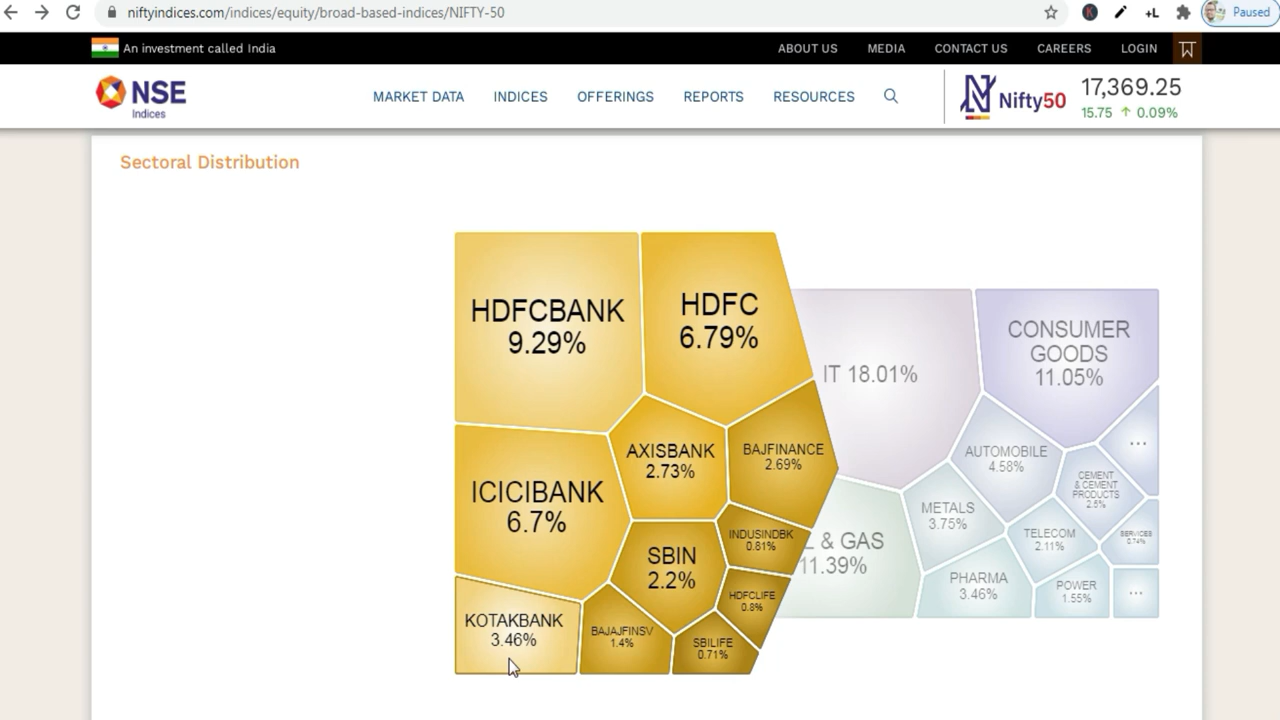 niftyindices.com/indices/equity/broad-based-indices/NIFTY-50
K
+L
Paused
An investment called India
ABOUT US
MEDIA
CONTACT US
CAREERS
LOGIN
NSE
Indices
MARKET DATA
INDICES
OFFERINGS
REPORTS
RESOURCES
Nifty50
17,369.25
15.75 ↑ 0.09%
Sectoral Distribution
HDFCBANK
9.29%
HDFC
6.79%
IT 18.01%
CONSUMER
GOODS
11.05%
ICICIBANK
6.7%
AXISBANK
2.73%
BAJFINANCE
2.69%
AUTOMOBILE
4.58%
...
CEMENT
& CEMENT
PRODUCTS
2.5%
SBIN
2.2%
INDUSINDBK
0.81%
& GAS
11.39%
METALS
3.75%
TELECOM
2.11%
SERVICES
0.74%
KOTAKBANK
3.46%
BAJAJFINSV
1.4%
HDFCLIFE
0.8%
SBILIFE
0.71%
PHARMA
3.46%
POWER
1.55%
...